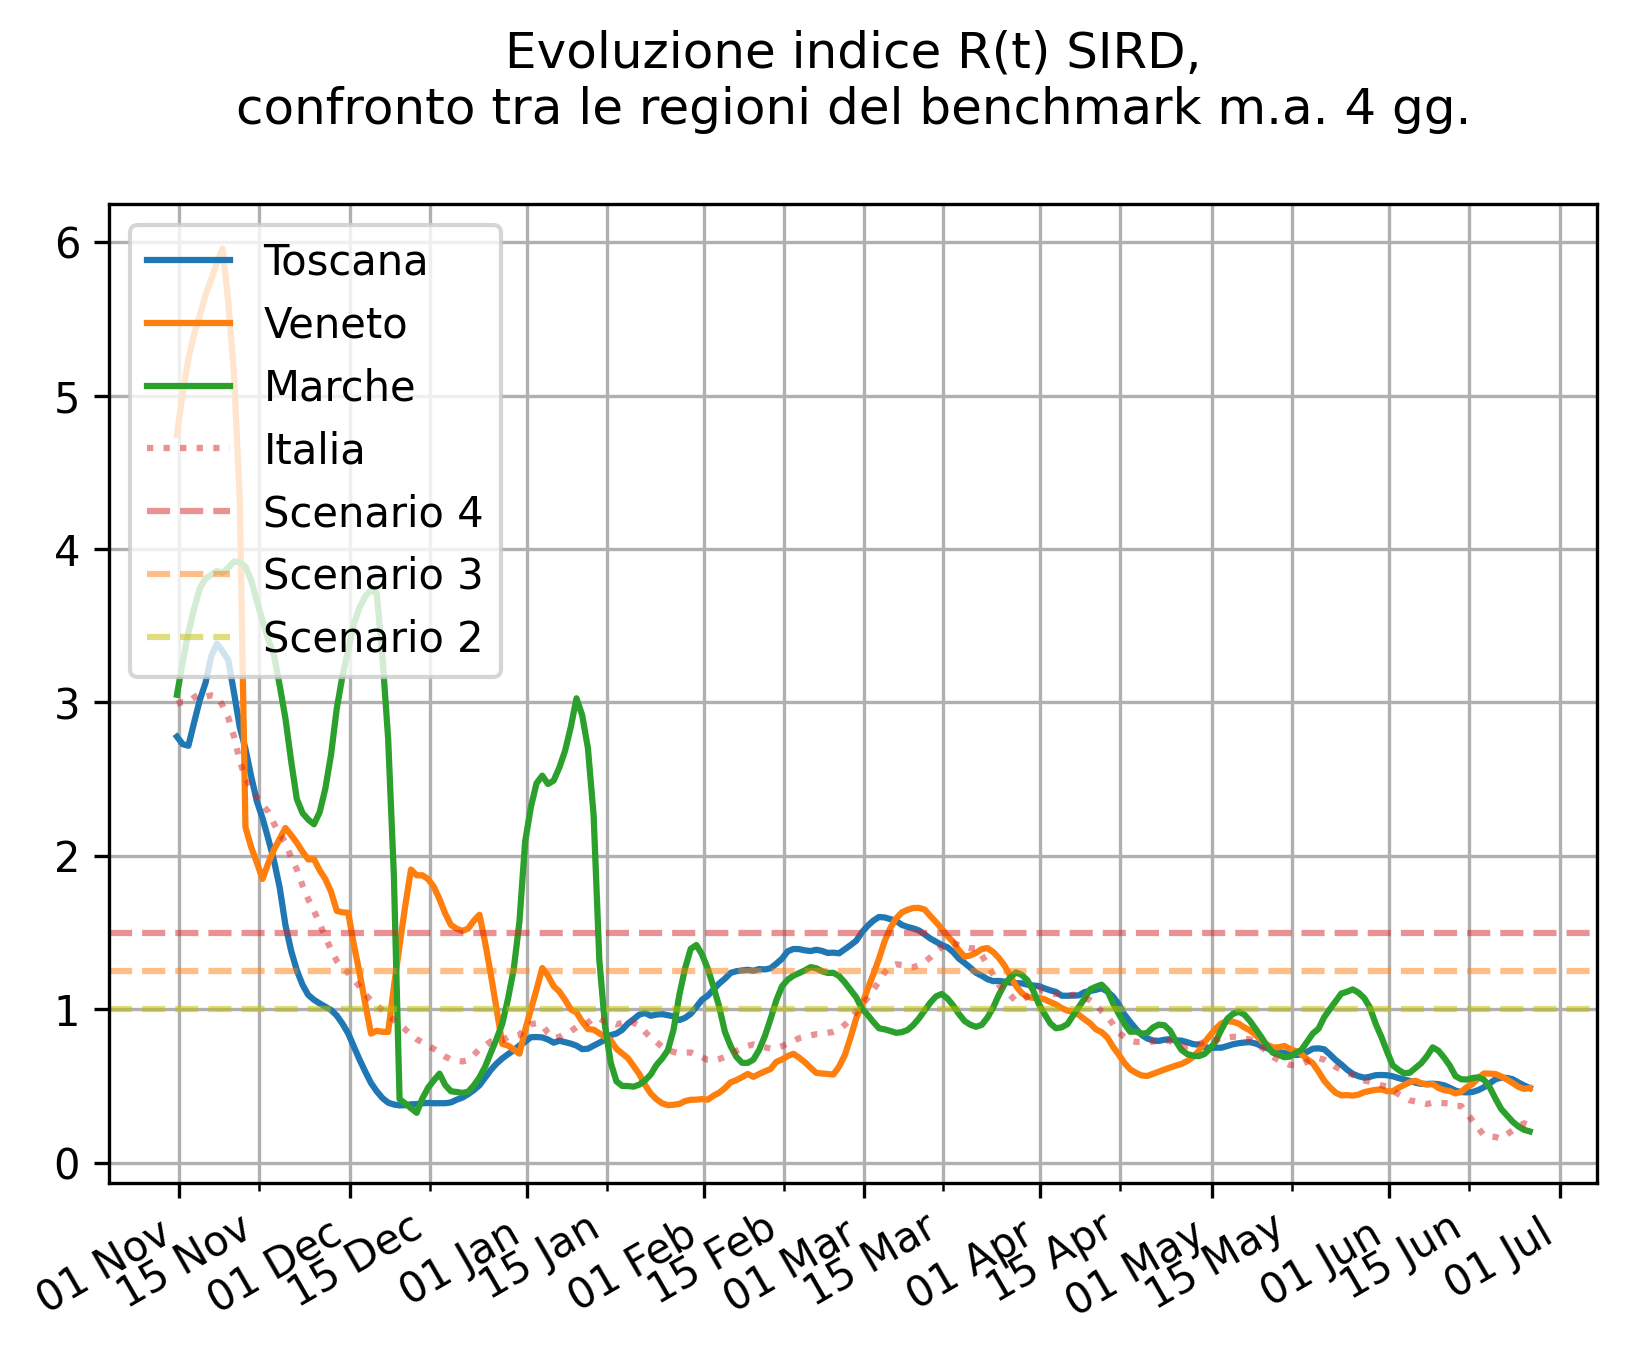 Evoluzione indice R(t) SIRD,
confronto tra le regioni del benchmark m.a. 4 gg.
6
5
4
3
2
1
0
Toscana
Veneto
Marche
Italia
Scenario 4
Scenario 3
Scenario 2
01 Nov
15 Nov
01 Dec
15 Dec
01 Jan
15 Jan
01 Feb
15 Feb
01 Mar
15 Mar
01 Apr
15 Apr
01 May
15 May
01 Jun
15 Jun
01 Jul